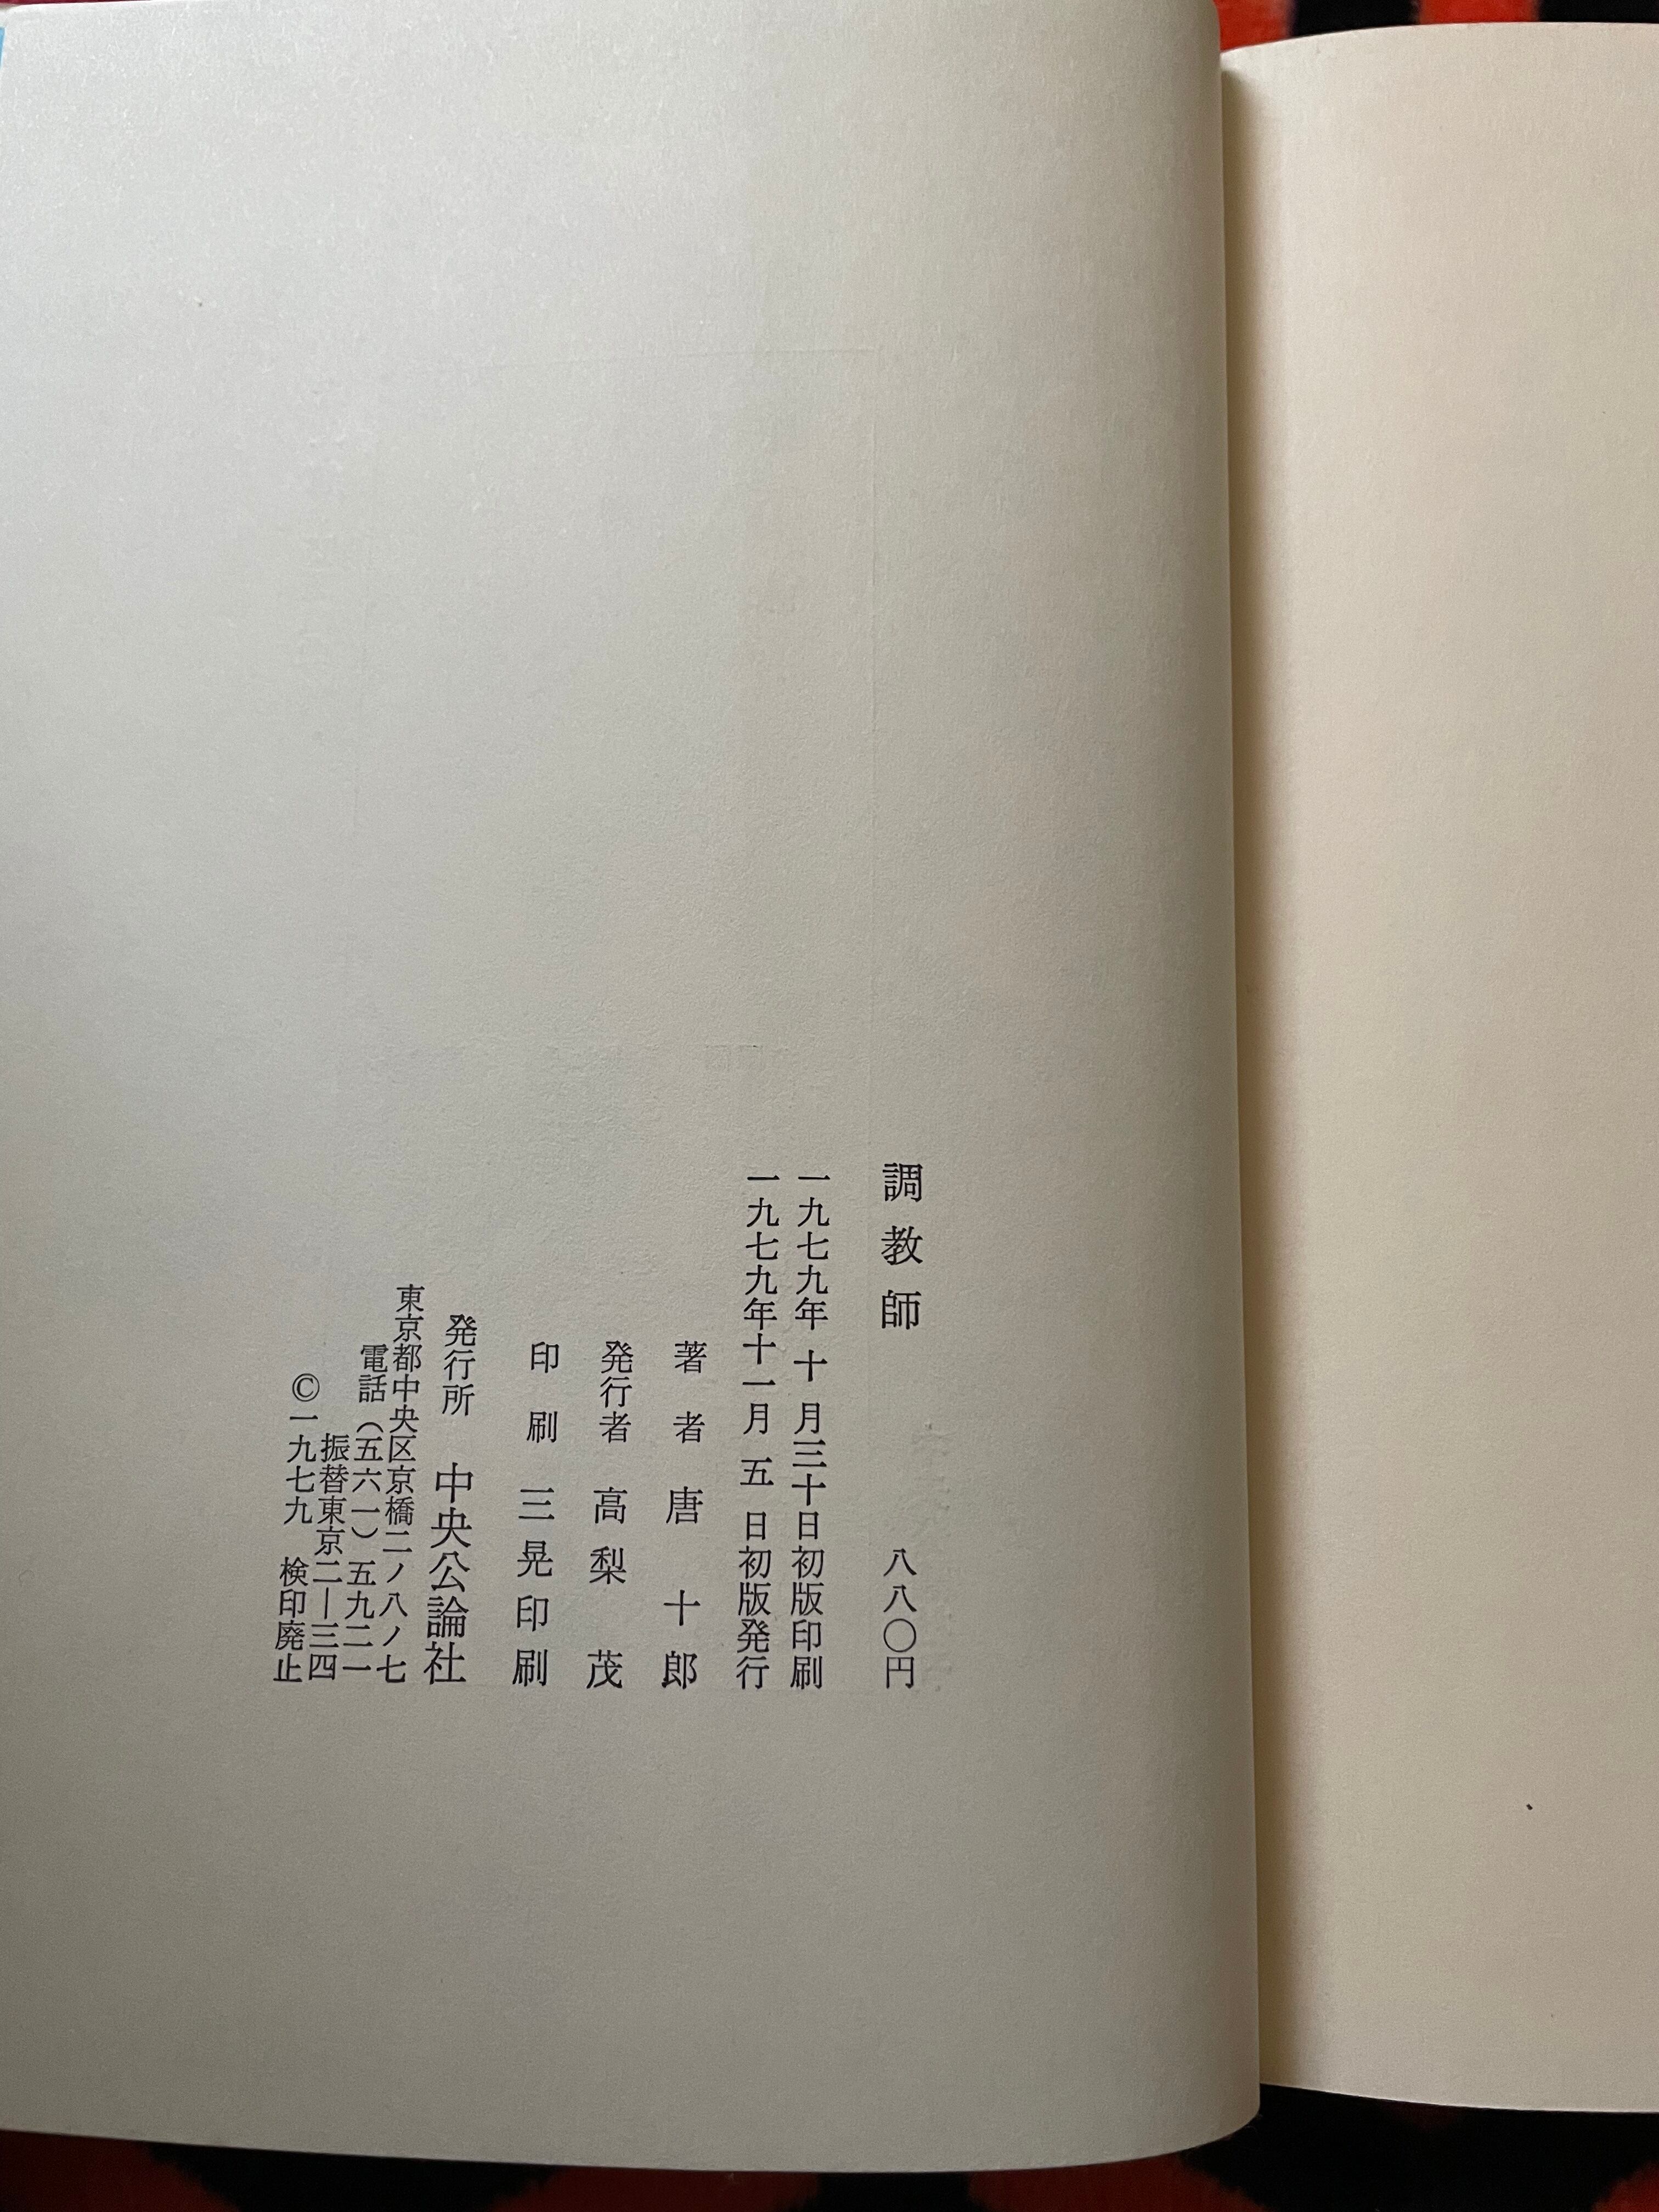 調教師 八八〇円
一九七九年 十 月三十日初版印刷
一九七九年十一月 五 日初版発行
著者 唐 十郎
発行者 高梨 茂
印刷 三晃印刷
発行所 中央公論社
東京都中央区京橋二ノ八ノ七
電話（五六一）五九二一
振替東京二―三四
©一九七九 検印廃止